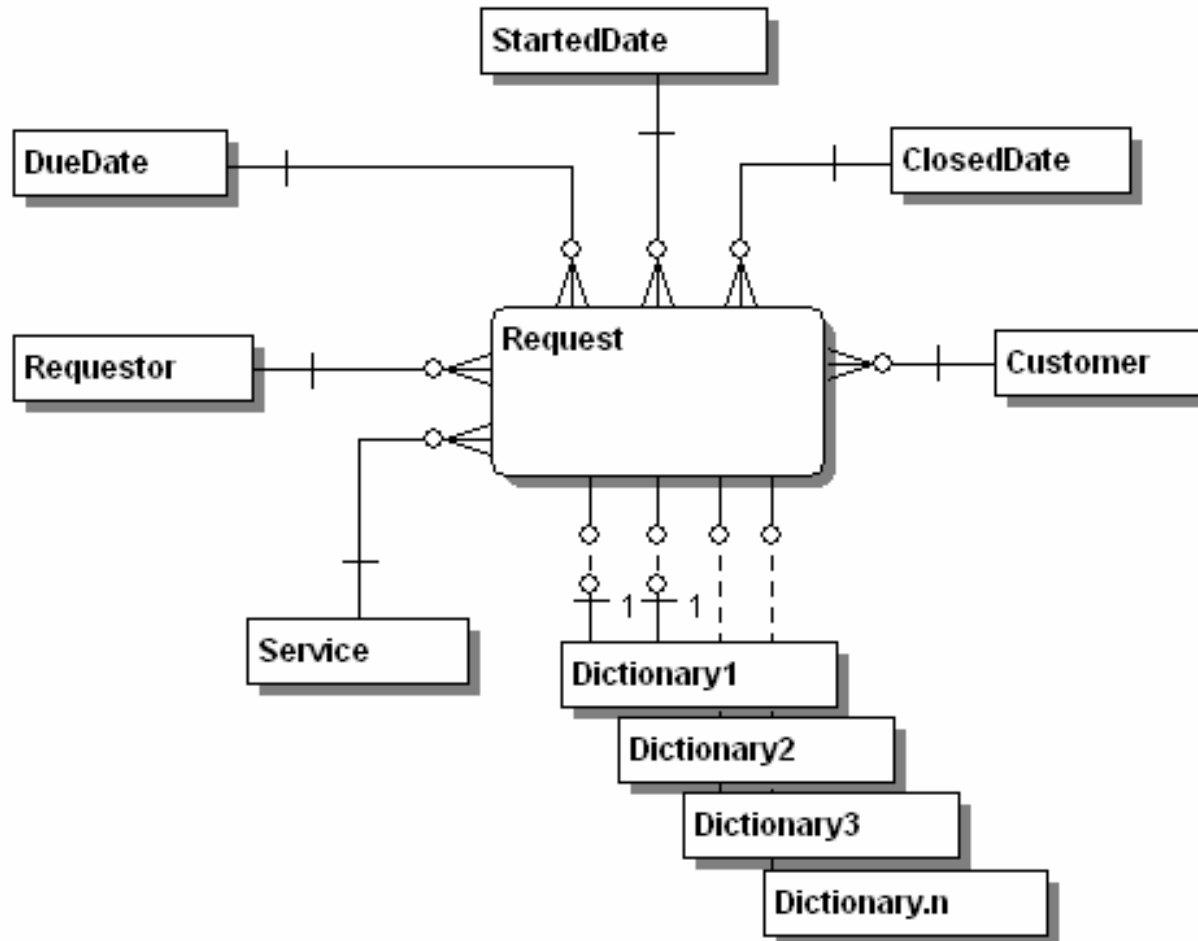 StartedDate
DueDate
ClosedDate
Request
Requestor
Customer
1 1
Service
Dictionary1
Dictionary2
Dictionary3
Dictionary.n